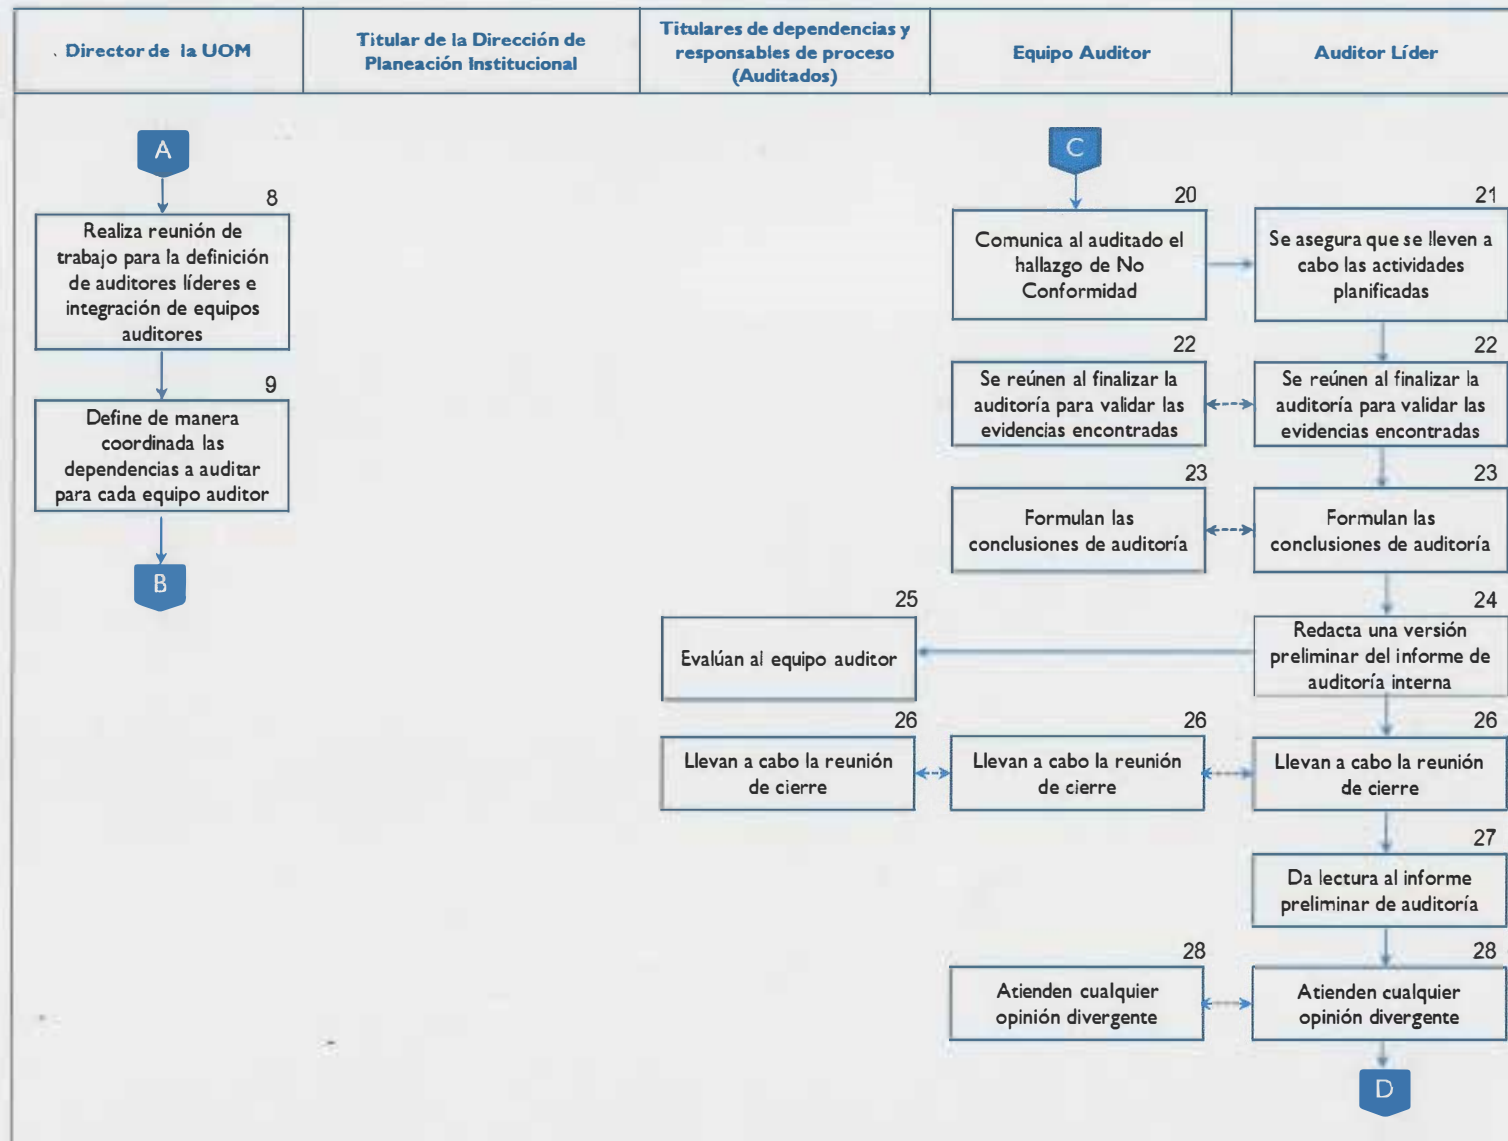 Director de la UOM
Titular de la Dirección de
Planeación Institucional
Titulares de dependencias y
responsables de proceso
(Auditados)
Equipo Auditor
Auditor Líder
A
8
Realiza reunión de
trabajo para la definición
de auditores líderes e
integración de equipos
auditores
9
Define de manera
coordinada las
dependencias a auditar
para cada equipo auditor
B
C
20
Comunica al auditado el
hallazgo de No
Conformidad
21
Se asegura que se lleven a
cabo las actividades
planificadas
22
Se reúnen al finalizar la
auditoría para validar las
evidencias encontradas
22
Se reúnen al finalizar la
auditoría para validar las
evidencias encontradas
23
Formulan las
conclusiones de auditoría
23
Formulan las
conclusiones de auditoría
24
Redacta una versión
preliminar del informe de
auditoría interna
25
Evalúan al equipo auditor
26
Llevan a cabo la reunión
de cierre
26
Llevan a cabo la reunión
de cierre
26
Llevan a cabo la reunión
de cierre
27
Da lectura al informe
preliminar de auditoría
28
Atienden cualquier
opinión divergente
28
Atienden cualquier
opinión divergente
D